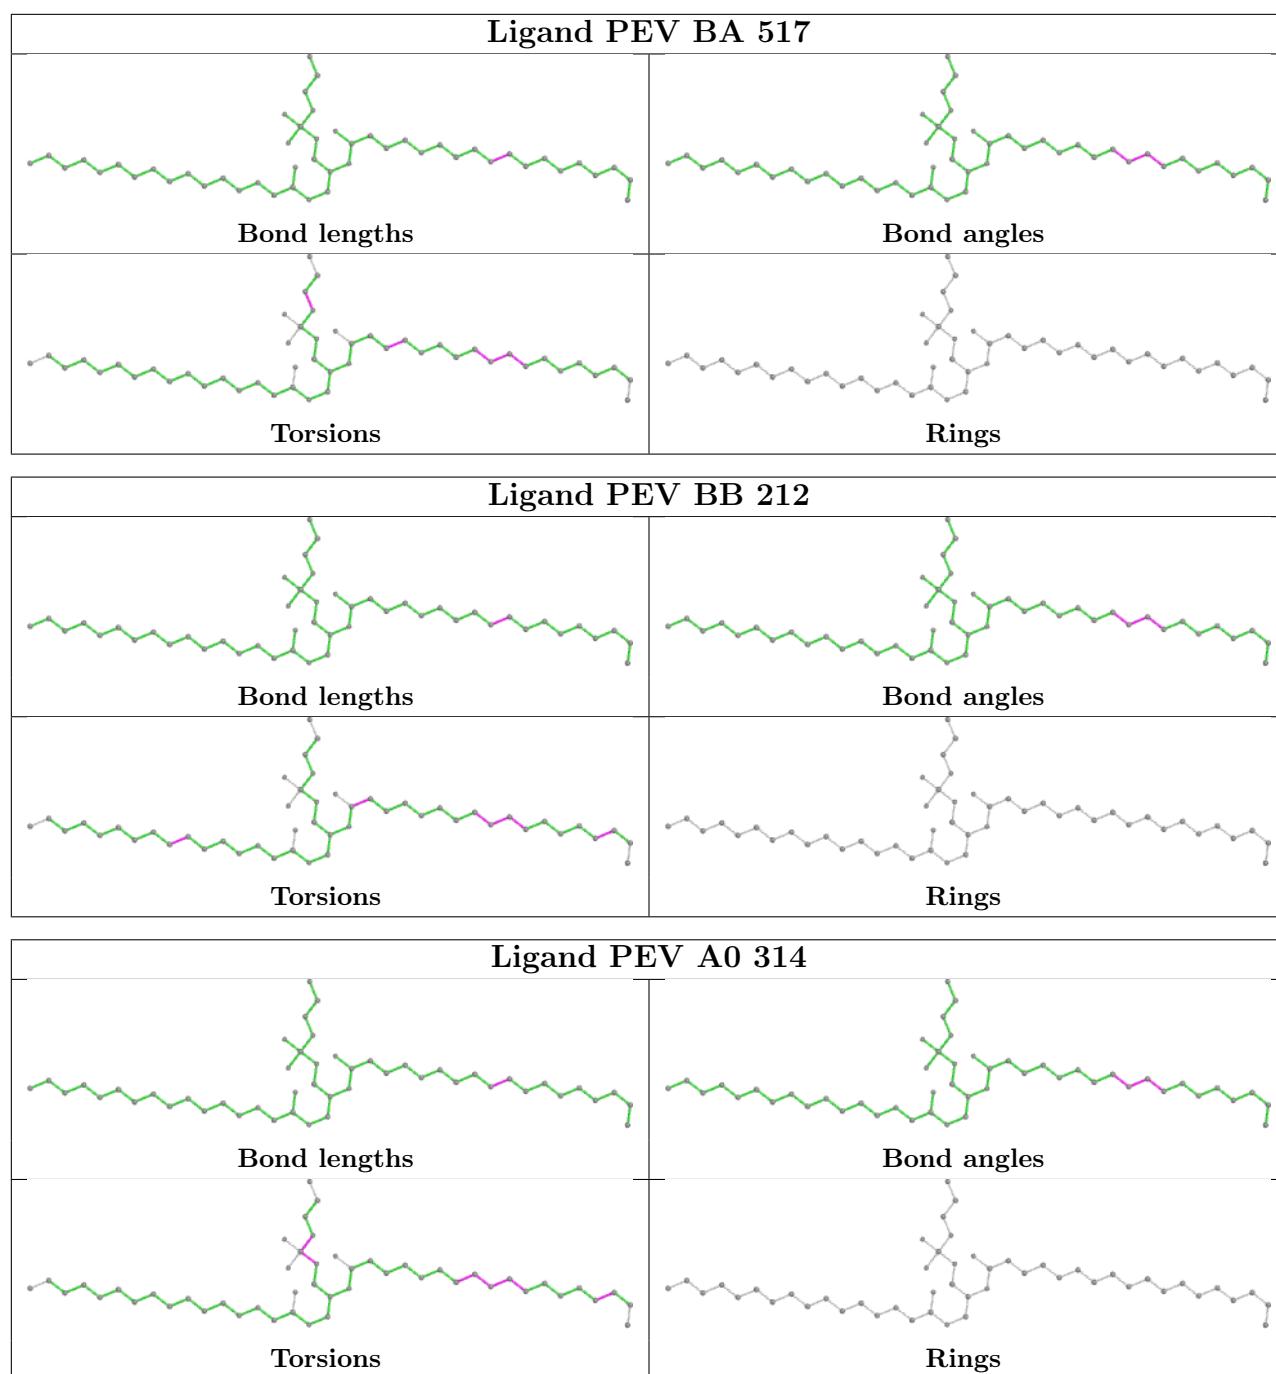 Ligand PEV BA 517
Bond lengths
Bond angles
Torsions
Rings
Ligand PEV BB 212
Bond lengths
Bond angles
Torsions
Rings
Ligand PEV A0 314
Bond lengths
Bond angles
Torsions
Rings